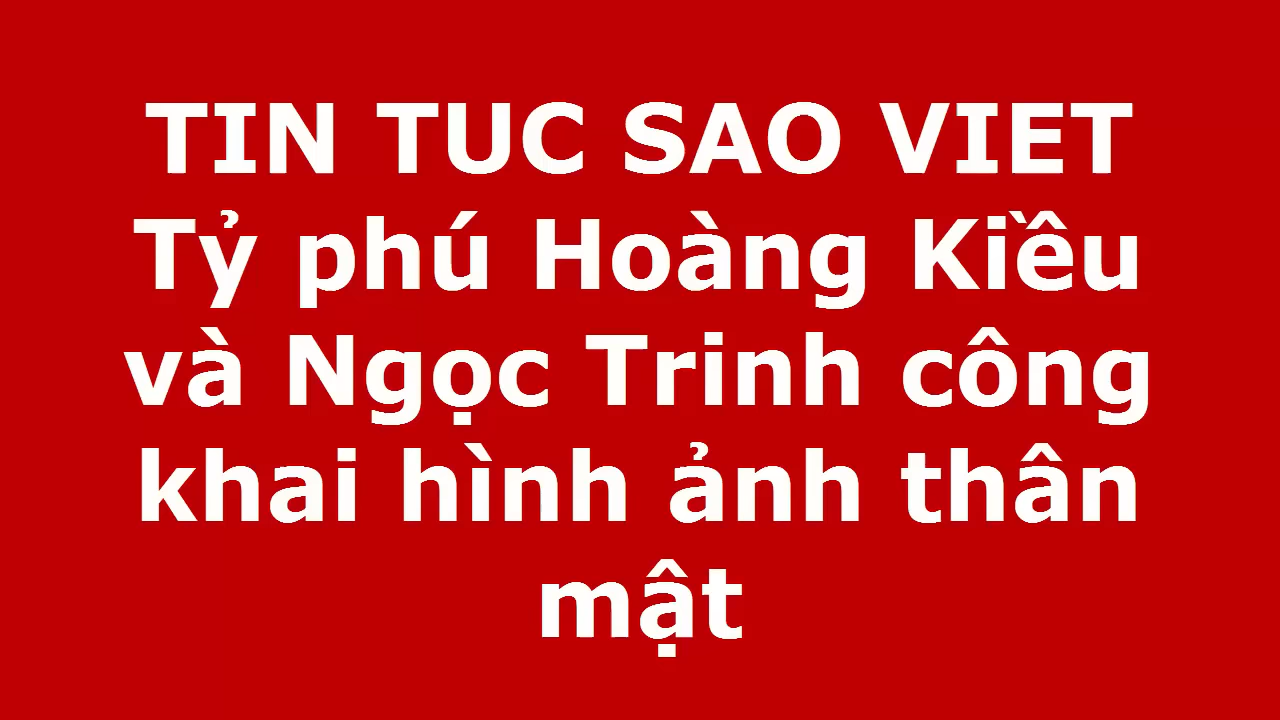 TIN TUC SAO VIET
Tỷ phú Hoàng Kiều
và Ngọc Trinh công
khai hình ảnh thân
mật